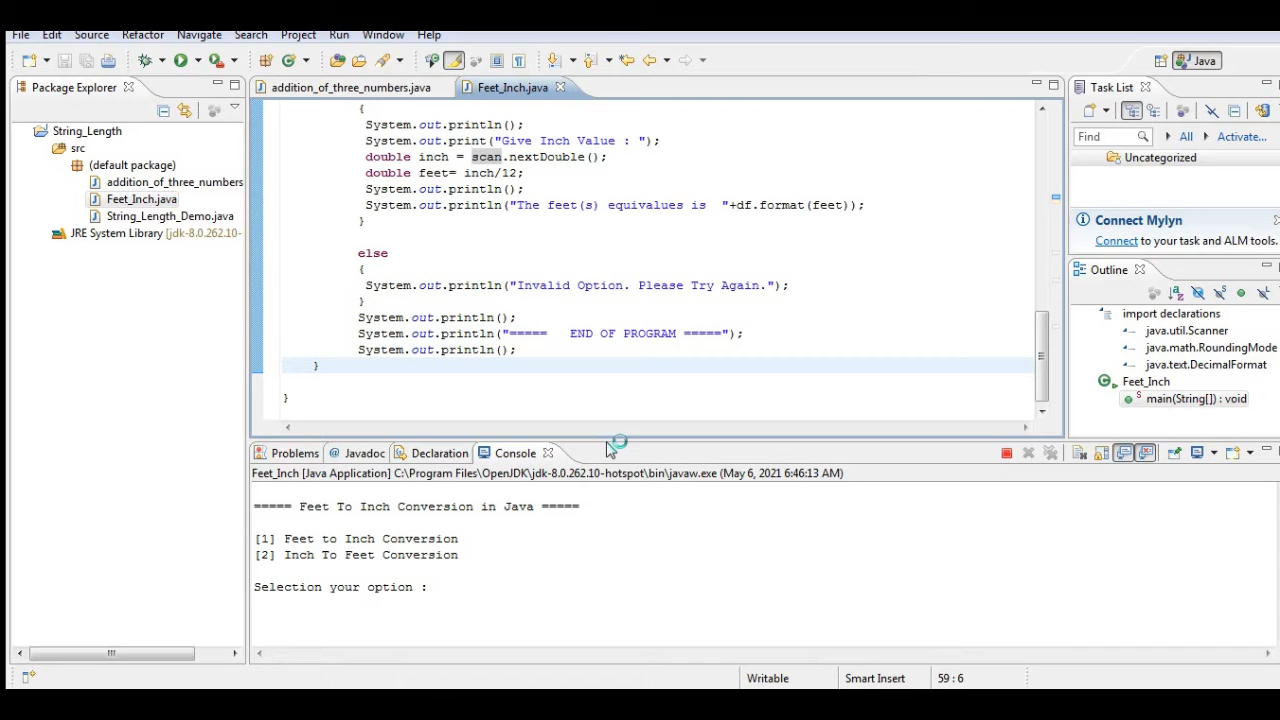 File Edit Source Refactor Navigate Search Project Run Window Help
Java
Package Explorer
String_Length
src
(default package)
addition_of_three_numbers
Feet_Inch.java
String_Length_Demo.java
JRE System Library [jdk-8.0.262.10-
addition_of_three_numbers.java
Feet_Inch.java
{
System.out.println();
System.out.print("Give Inch Value : ");
double inch = scan.nextDouble();
double feet= inch/12;
System.out.println();
System.out.println("The feet(s) equivalues is  "+df.format(feet));
}
else
{
System.out.println("Invalid Option. Please Try Again.");
}
System.out.println();
System.out.println("=====   END OF PROGRAM =====");
System.out.println();
}
}
Task List
Find
All
Activate...
Uncategorized
Connect Mylyn
Connect to your task and ALM tools.
Outline
import declarations
java.util.Scanner
java.math.RoundingMode
java.text.DecimalFormat
Feet_Inch
main(String[]) : void
Problems
Javadoc
Declaration
Console
Feet_Inch [Java Application] C:\Program Files\OpenJDK\jdk-8.0.262.10-hotspot\bin\javaw.exe (May 6, 2021 6:46:13 AM)
===== Feet To Inch Conversion in Java =====
[1] Feet to Inch Conversion
[2] Inch To Feet Conversion
Selection your option :
Writable
Smart Insert
59 : 6